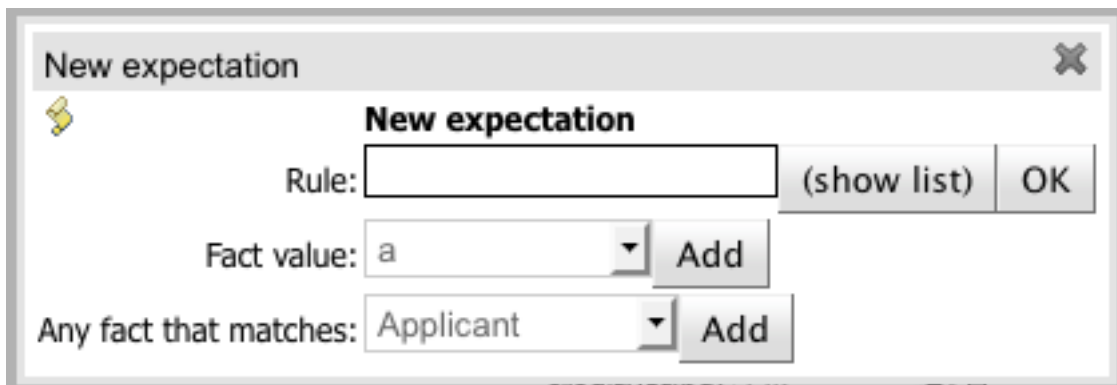 New expectation
New expectation
Rule: (show list) OK
Fact value: a Add
Any fact that matches: Applicant Add